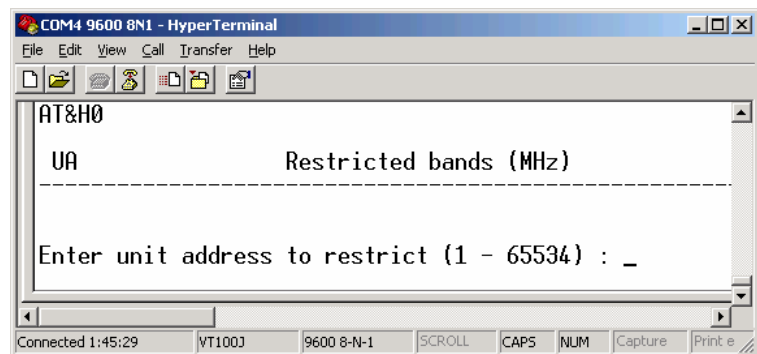 COM4 9600 8N1 - HyperTerminal
File Edit View Call Transfer Help
AT&H0
UA Restricted bands (MHz)
--------------------------------------------------------------
Enter unit address to restrict (1 - 65534) : _
Connected 1:45:29 VT100J 9600 8-N-1 SCROLL CAPS NUM Capture Print e